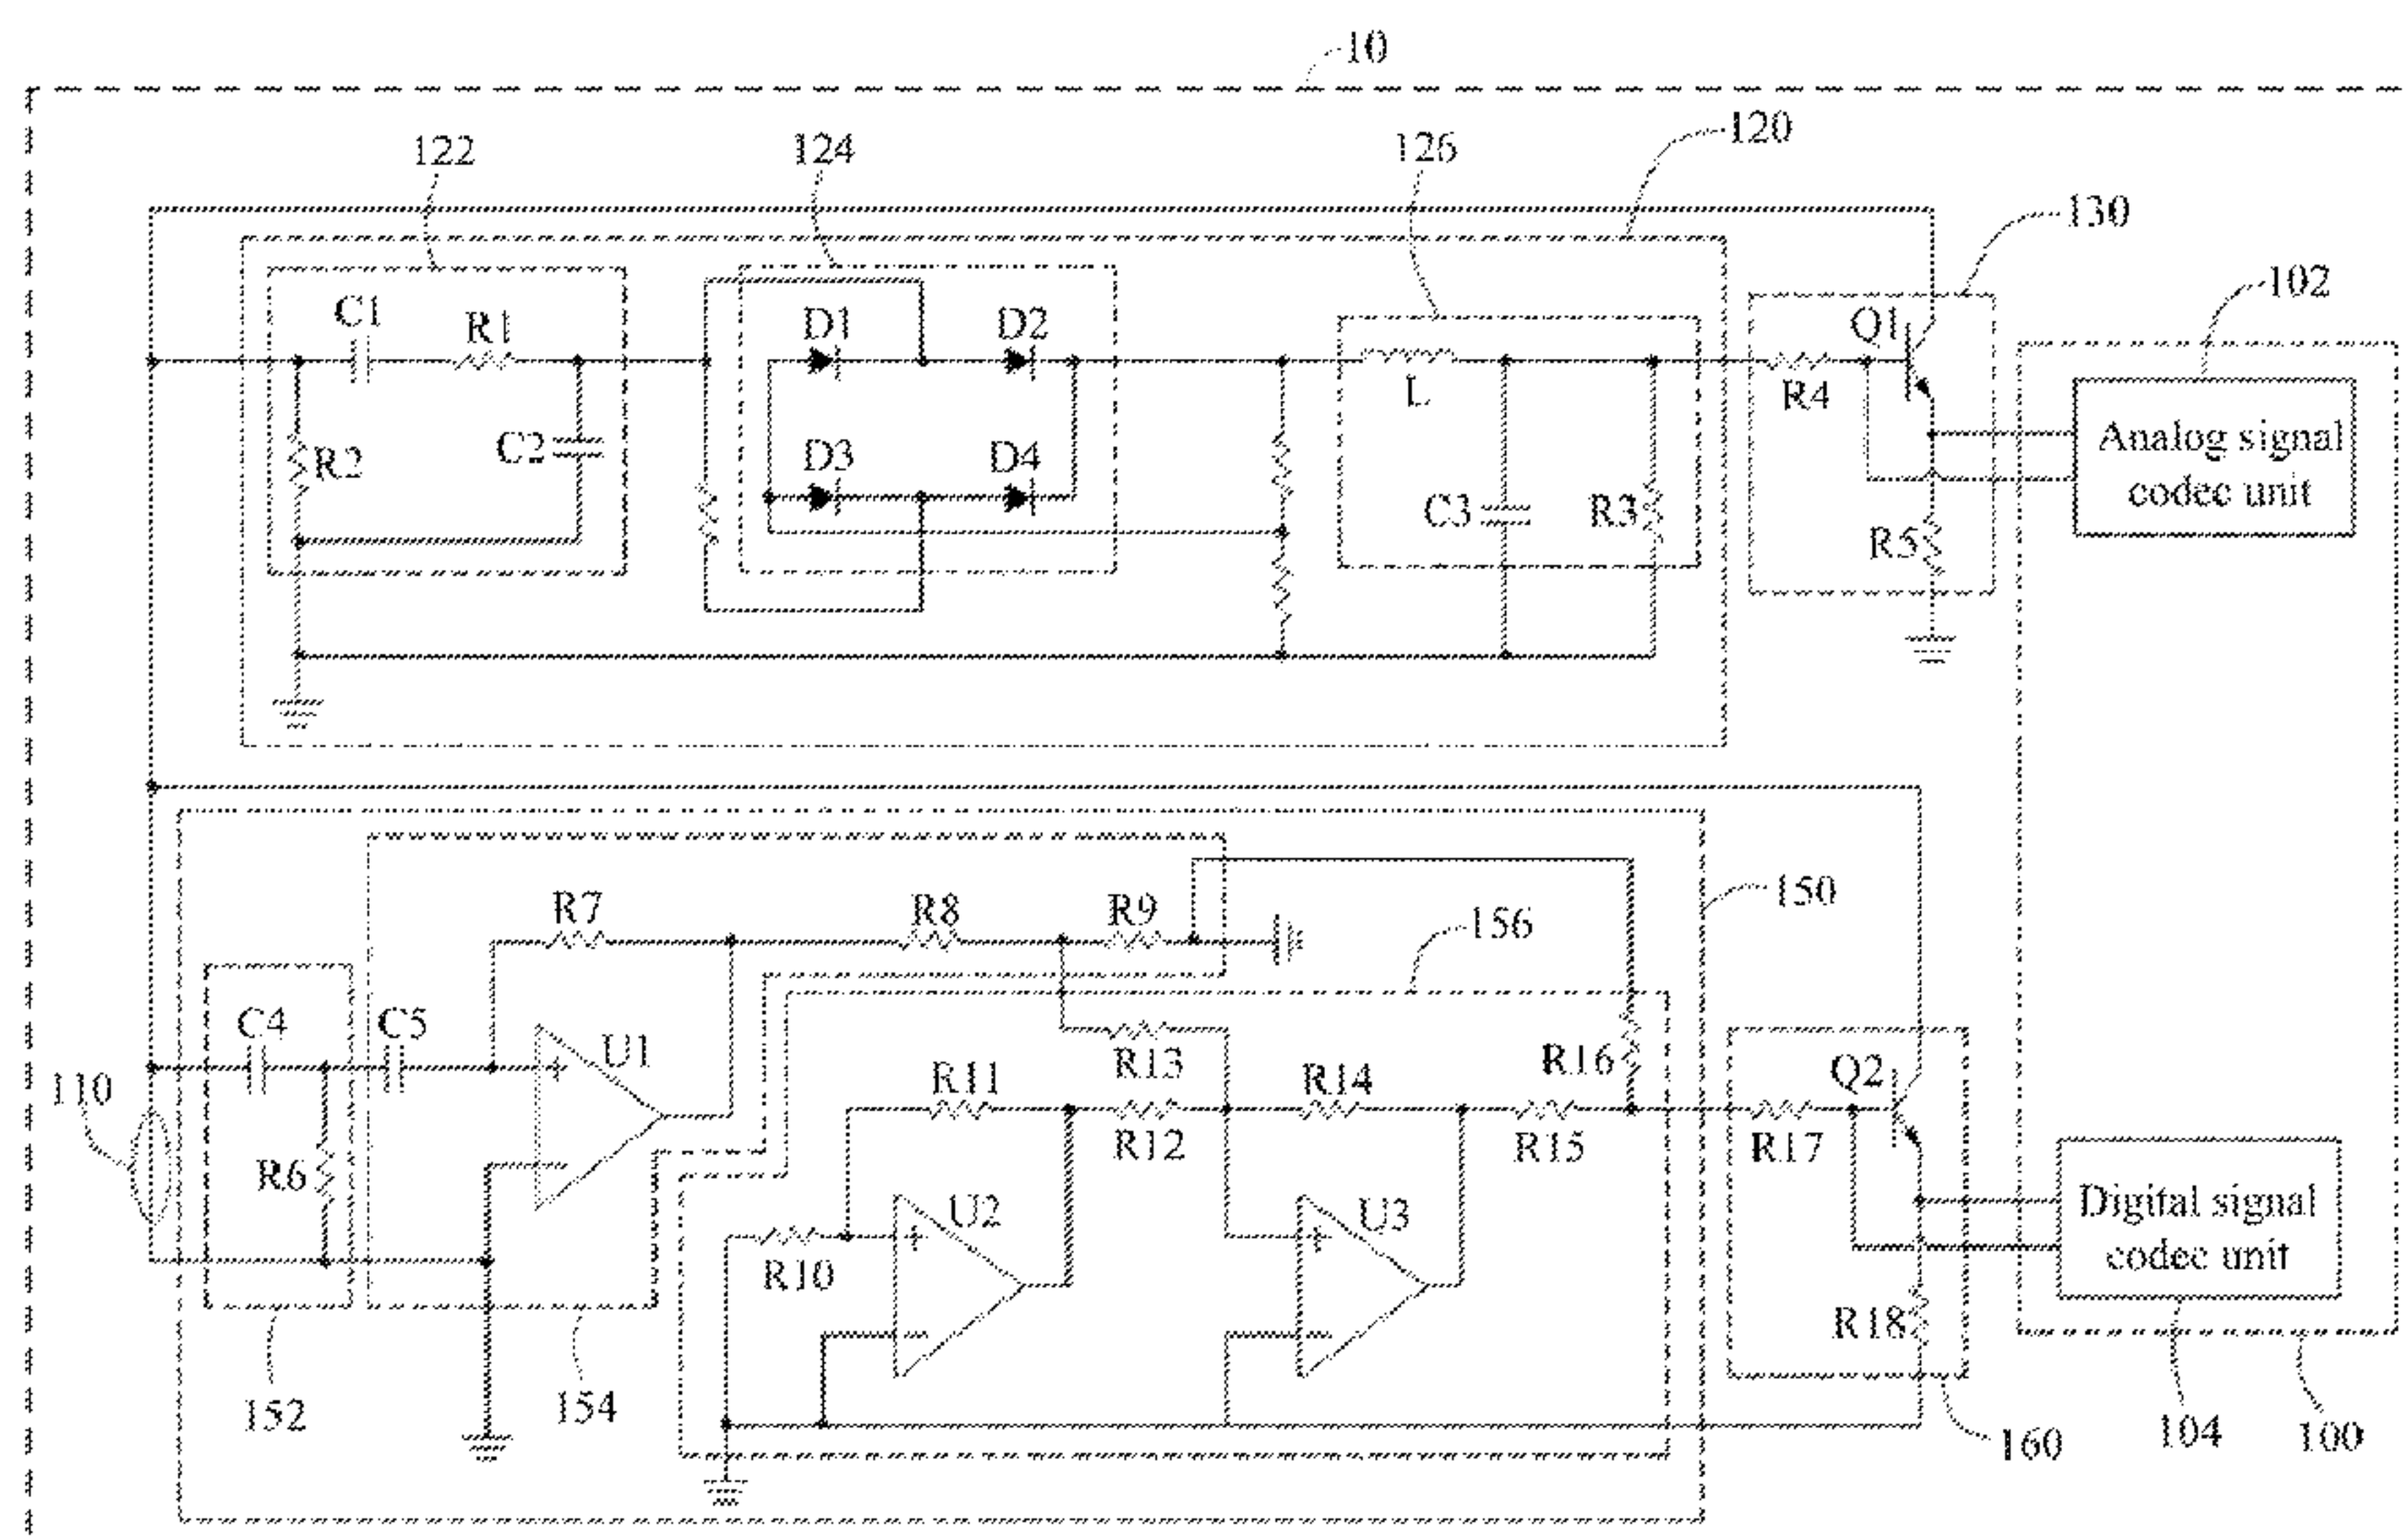 10
120
122
124
126
130
102
C1
R1
D1
D2
Q1
R4
L
R2
C2
D3
D4
C3
R3
R5
Analog signal
codec unit
150
R7
R8
R9
156
C4
C5
U1
R13
R16
Q2
110
R11
R14
R12
R15
R17
R6
U2
U3
Digital signal
codec unit
R10
R18
152
154
160
104
100
+
−
+
−
+
−